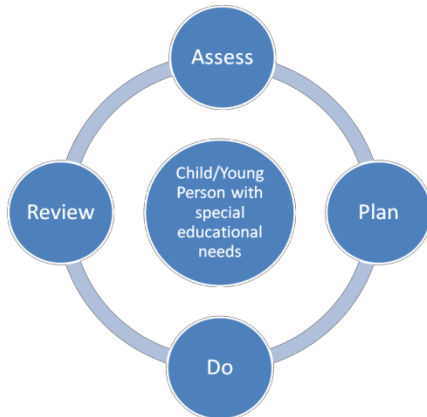 Assess
Child/Young
Person with
special
educational
needs
Review
Plan
Do